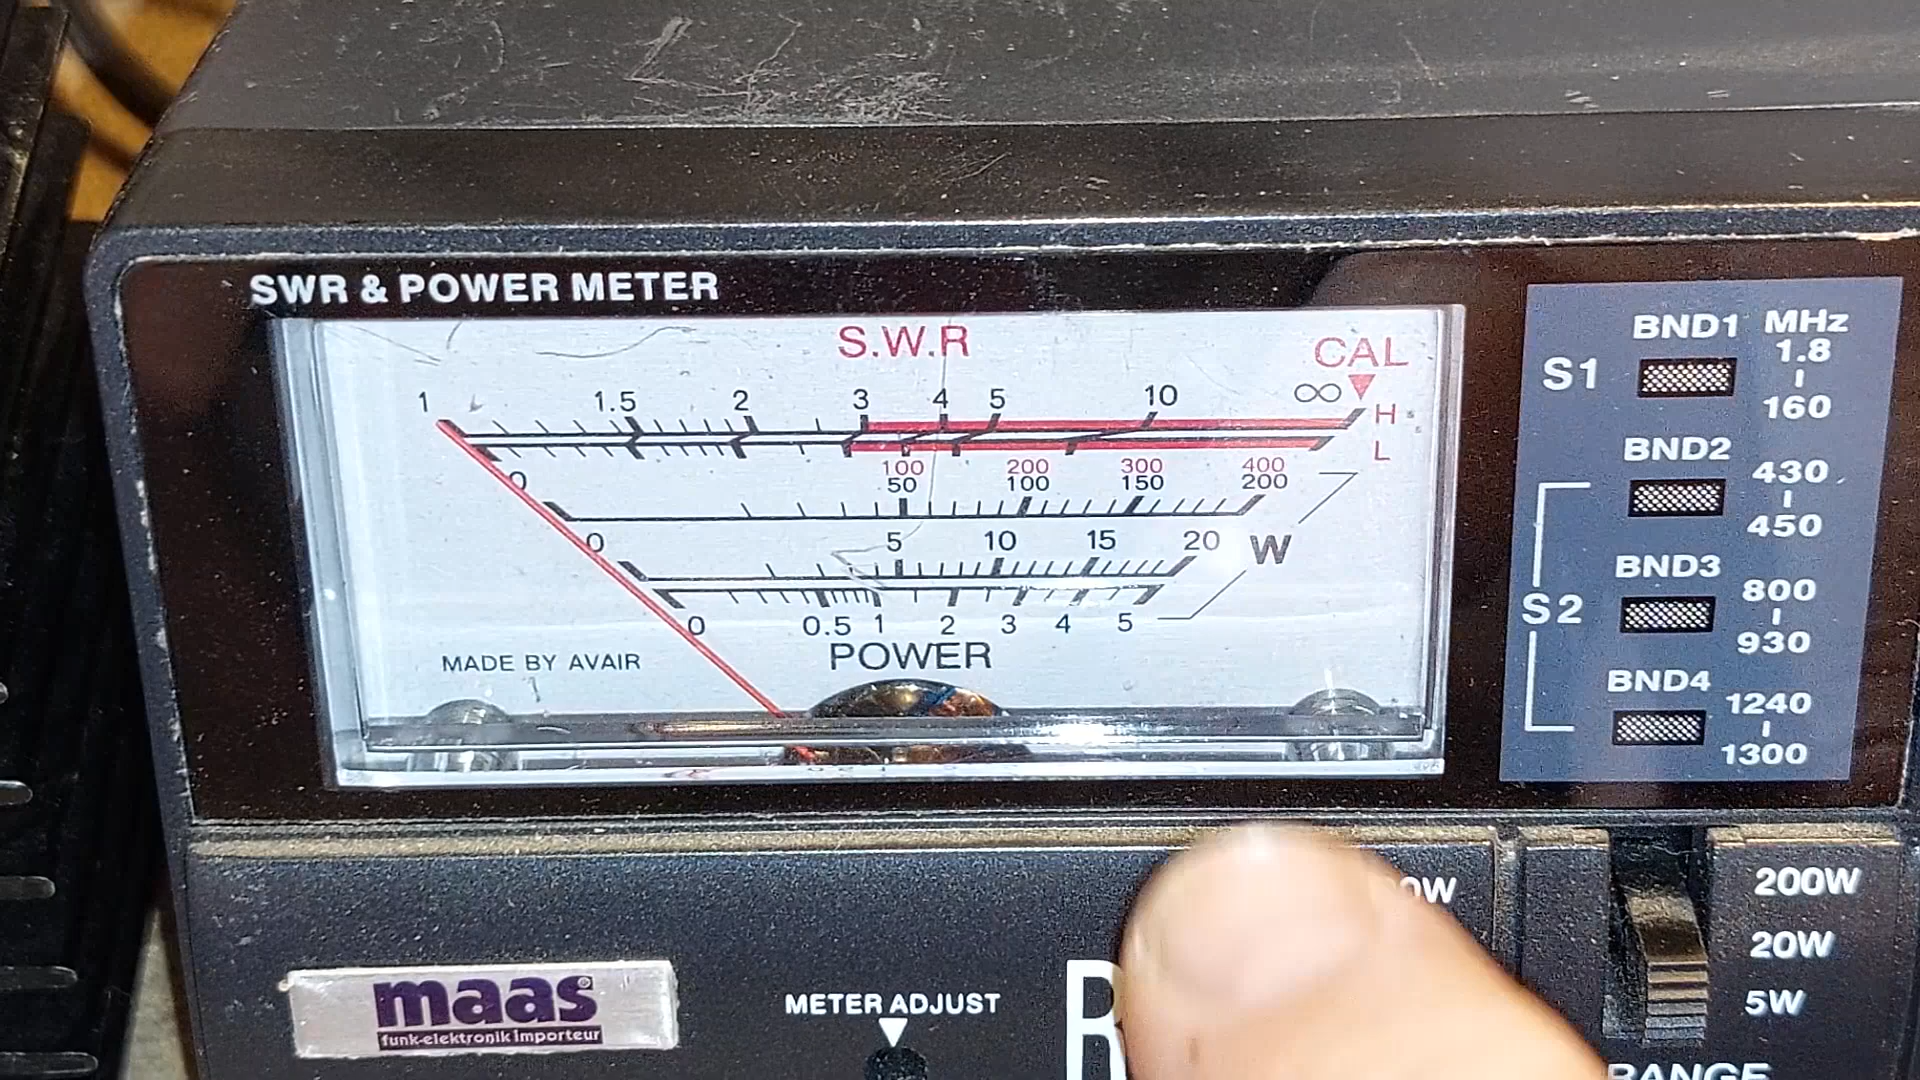 SWR & POWER METER
S.W.R
CAL
1 1.5 2 3 4 5 10 ∞
H
L
0 100 200 300 400
50 100 150 200
0 5 10 15 20 W
0 0.5 1 2 3 4 5
MADE BY AVAIR
POWER
S1
BND1 MHz
1.8
160
BND2
430
450
S2
BND3
800
930
BND4
1240
1300
maas®
funk-elektronik importeur
METER ADJUST
200W
20W
5W
RANGE